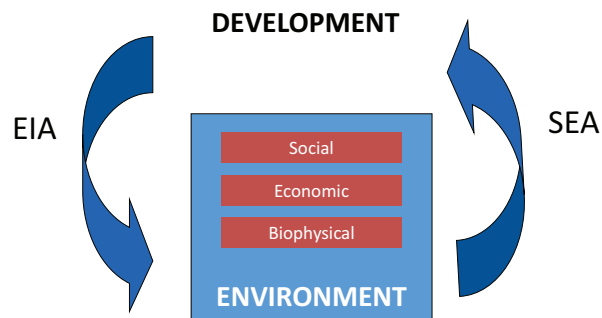 DEVELOPMENT
EIA
SEA
Social
Economic
Biophysical
ENVIRONMENT